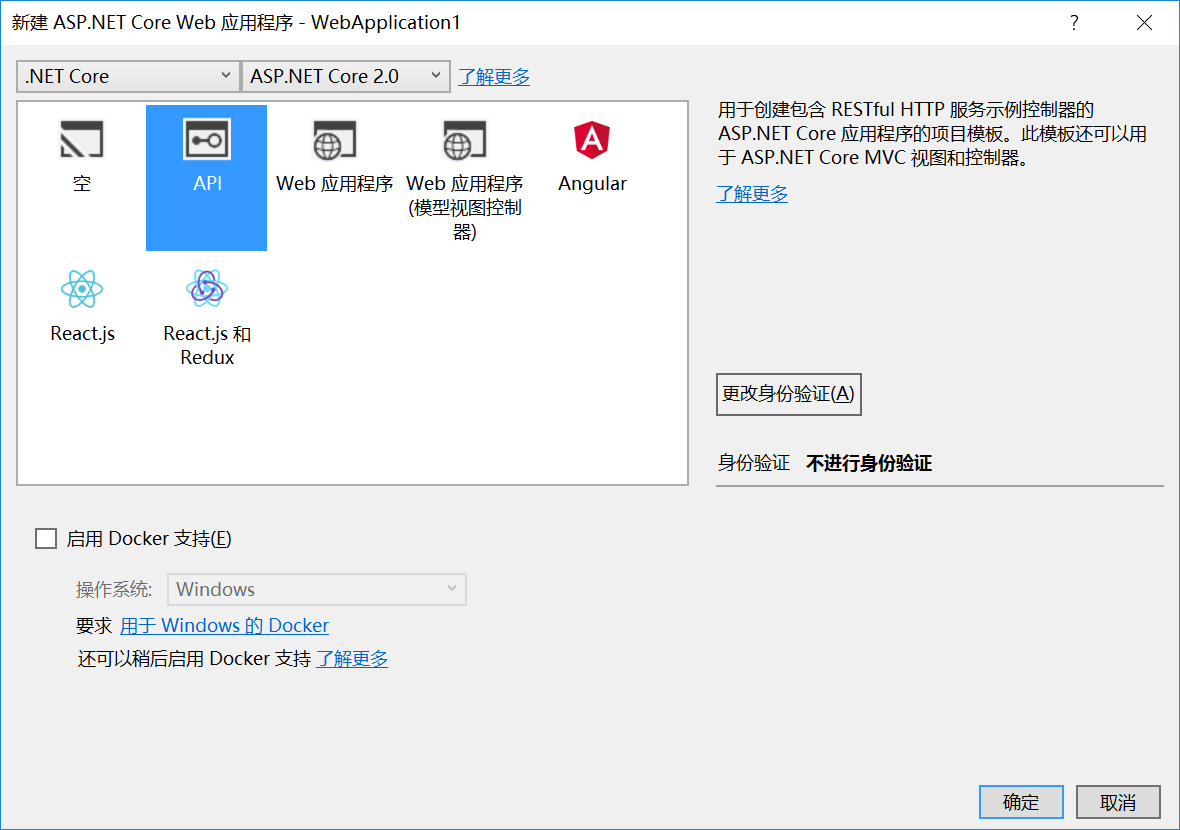 新建 ASP.NET Core Web 应用程序 - WebApplication1
?
.NET Core
ASP.NET Core 2.0
了解更多
空
API
Web 应用程序
Web 应用程序
(模型视图控制
器)
Angular
React.js
React.js 和
Redux
用于创建包含 RESTful HTTP 服务示例控制器的
ASP.NET Core 应用程序的项目模板。此模板还可以用
于 ASP.NET Core MVC 视图和控制器。
了解更多
更改身份验证(A)
身份验证 不进行身份验证
启用 Docker 支持(E)
操作系统: Windows
要求 用于 Windows 的 Docker
还可以稍后启用 Docker 支持 了解更多
确定
取消